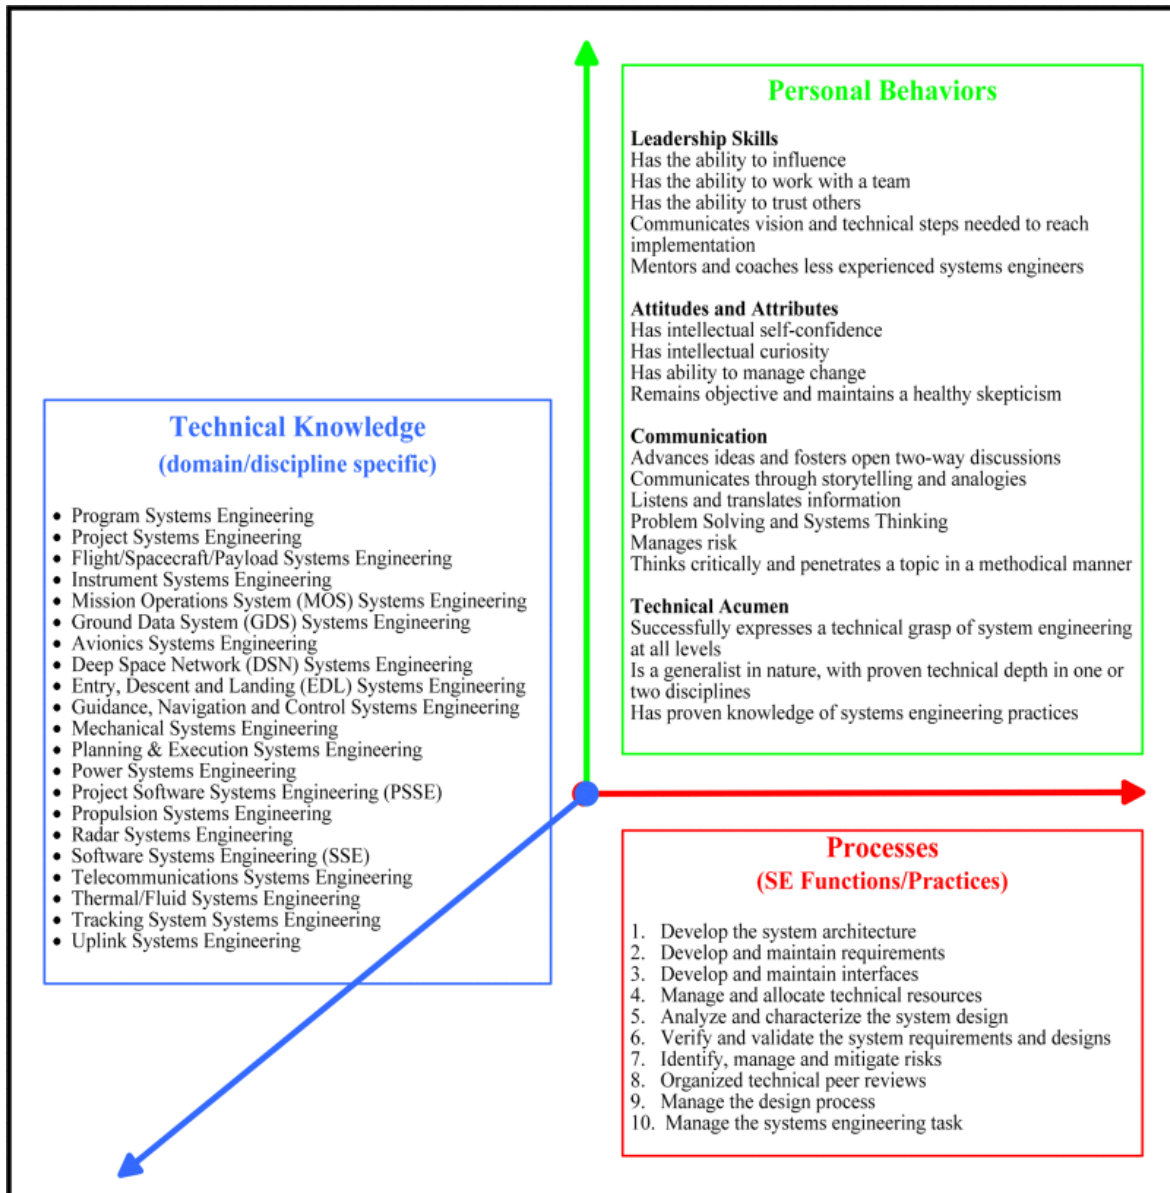 Personal Behaviors
Leadership Skills
Has the ability to influence
Has the ability to work with a team
Has the ability to trust others
Communicates vision and technical steps needed to reach
implementation
Mentors and coaches less experienced systems engineers
Attitudes and Attributes
Has intellectual self-confidence
Has intellectual curiosity
Has ability to manage change
Remains objective and maintains a healthy skepticism
Communication
Advances ideas and fosters open two-way discussions
Communicates through storytelling and analogies
Listens and translates information
Problem Solving and Systems Thinking
Manages risk
Thinks critically and penetrates a topic in a methodical manner
Technical Acumen
Successfully expresses a technical grasp of system engineering
at all levels
Is a generalist in nature, with proven technical depth in one or
two disciplines
Has proven knowledge of systems engineering practices
Technical Knowledge
(domain/discipline specific)
• Program Systems Engineering
• Project Systems Engineering
• Flight/Spacecraft/Payload Systems Engineering
• Instrument Systems Engineering
• Mission Operations System (MOS) Systems Engineering
• Ground Data System (GDS) Systems Engineering
• Avionics Systems Engineering
• Deep Space Network (DSN) Systems Engineering
• Entry, Descent and Landing (EDL) Systems Engineering
• Guidance, Navigation and Control Systems Engineering
• Mechanical Systems Engineering
• Planning & Execution Systems Engineering
• Power Systems Engineering
• Project Software Systems Engineering (PSSE)
• Propulsion Systems Engineering
• Radar Systems Engineering
• Software Systems Engineering (SSE)
• Telecommunications Systems Engineering
• Thermal/Fluid Systems Engineering
• Tracking System Systems Engineering
• Uplink Systems Engineering
Processes
(SE Functions/Practices)
1. Develop the system architecture
2. Develop and maintain requirements
3. Develop and maintain interfaces
4. Manage and allocate technical resources
5. Analyze and characterize the system design
6. Verify and validate the system requirements and designs
7. Identify, manage and mitigate risks
8. Organized technical peer reviews
9. Manage the design process
10. Manage the systems engineering task